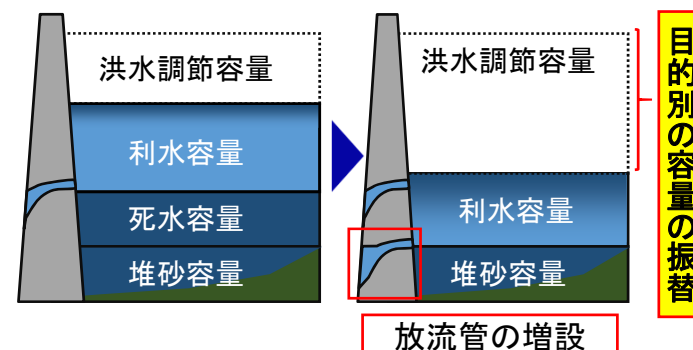 洪水調節容量
利水容量
死水容量
堆砂容量
洪水調節容量
利水容量
堆砂容量
放流管の増設
目的別の容量の振替